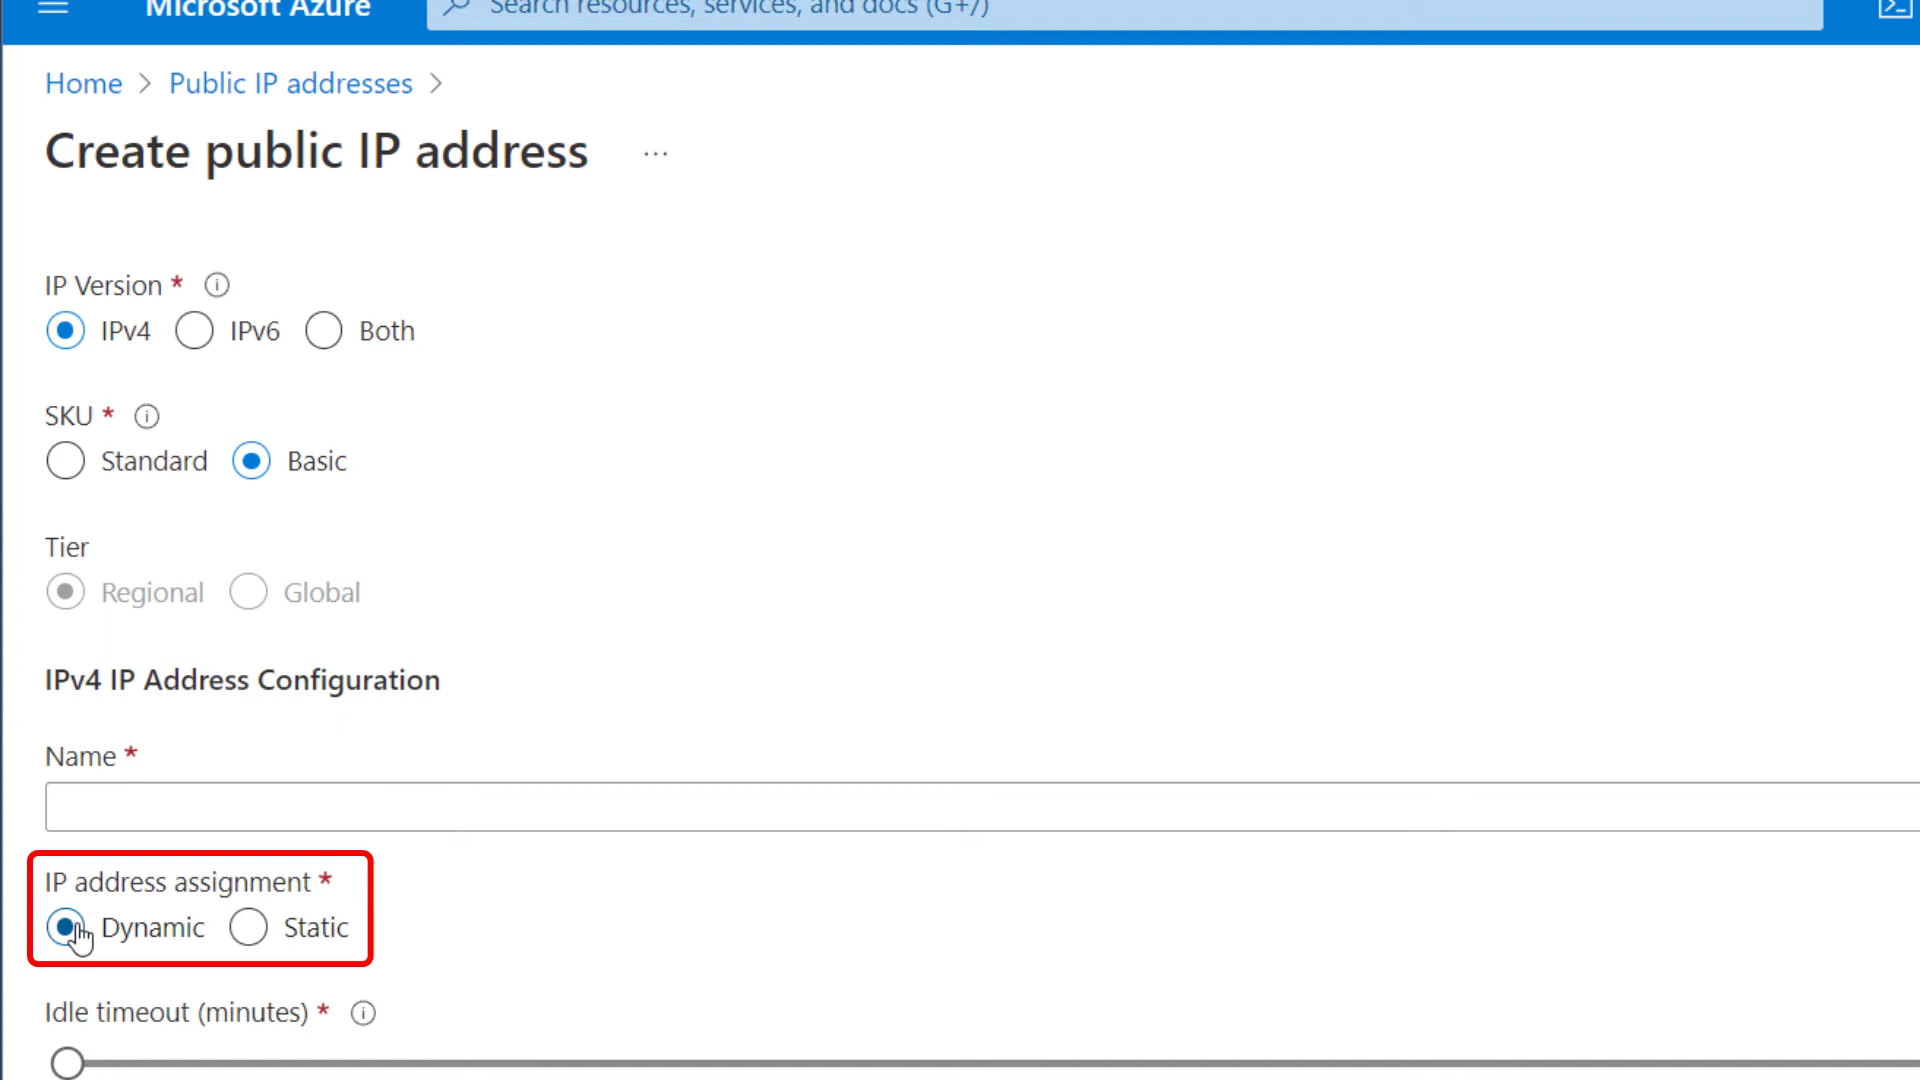 Microsoft Azure
Search resources, services, and docs (G+/)
Home > Public IP addresses >
Create public IP address ...
IP Version *
IPv4 IPv6 Both
SKU *
Standard Basic
Tier
Regional Global
IPv4 IP Address Configuration
Name *
IP address assignment *
Dynamic Static
Idle timeout (minutes) *